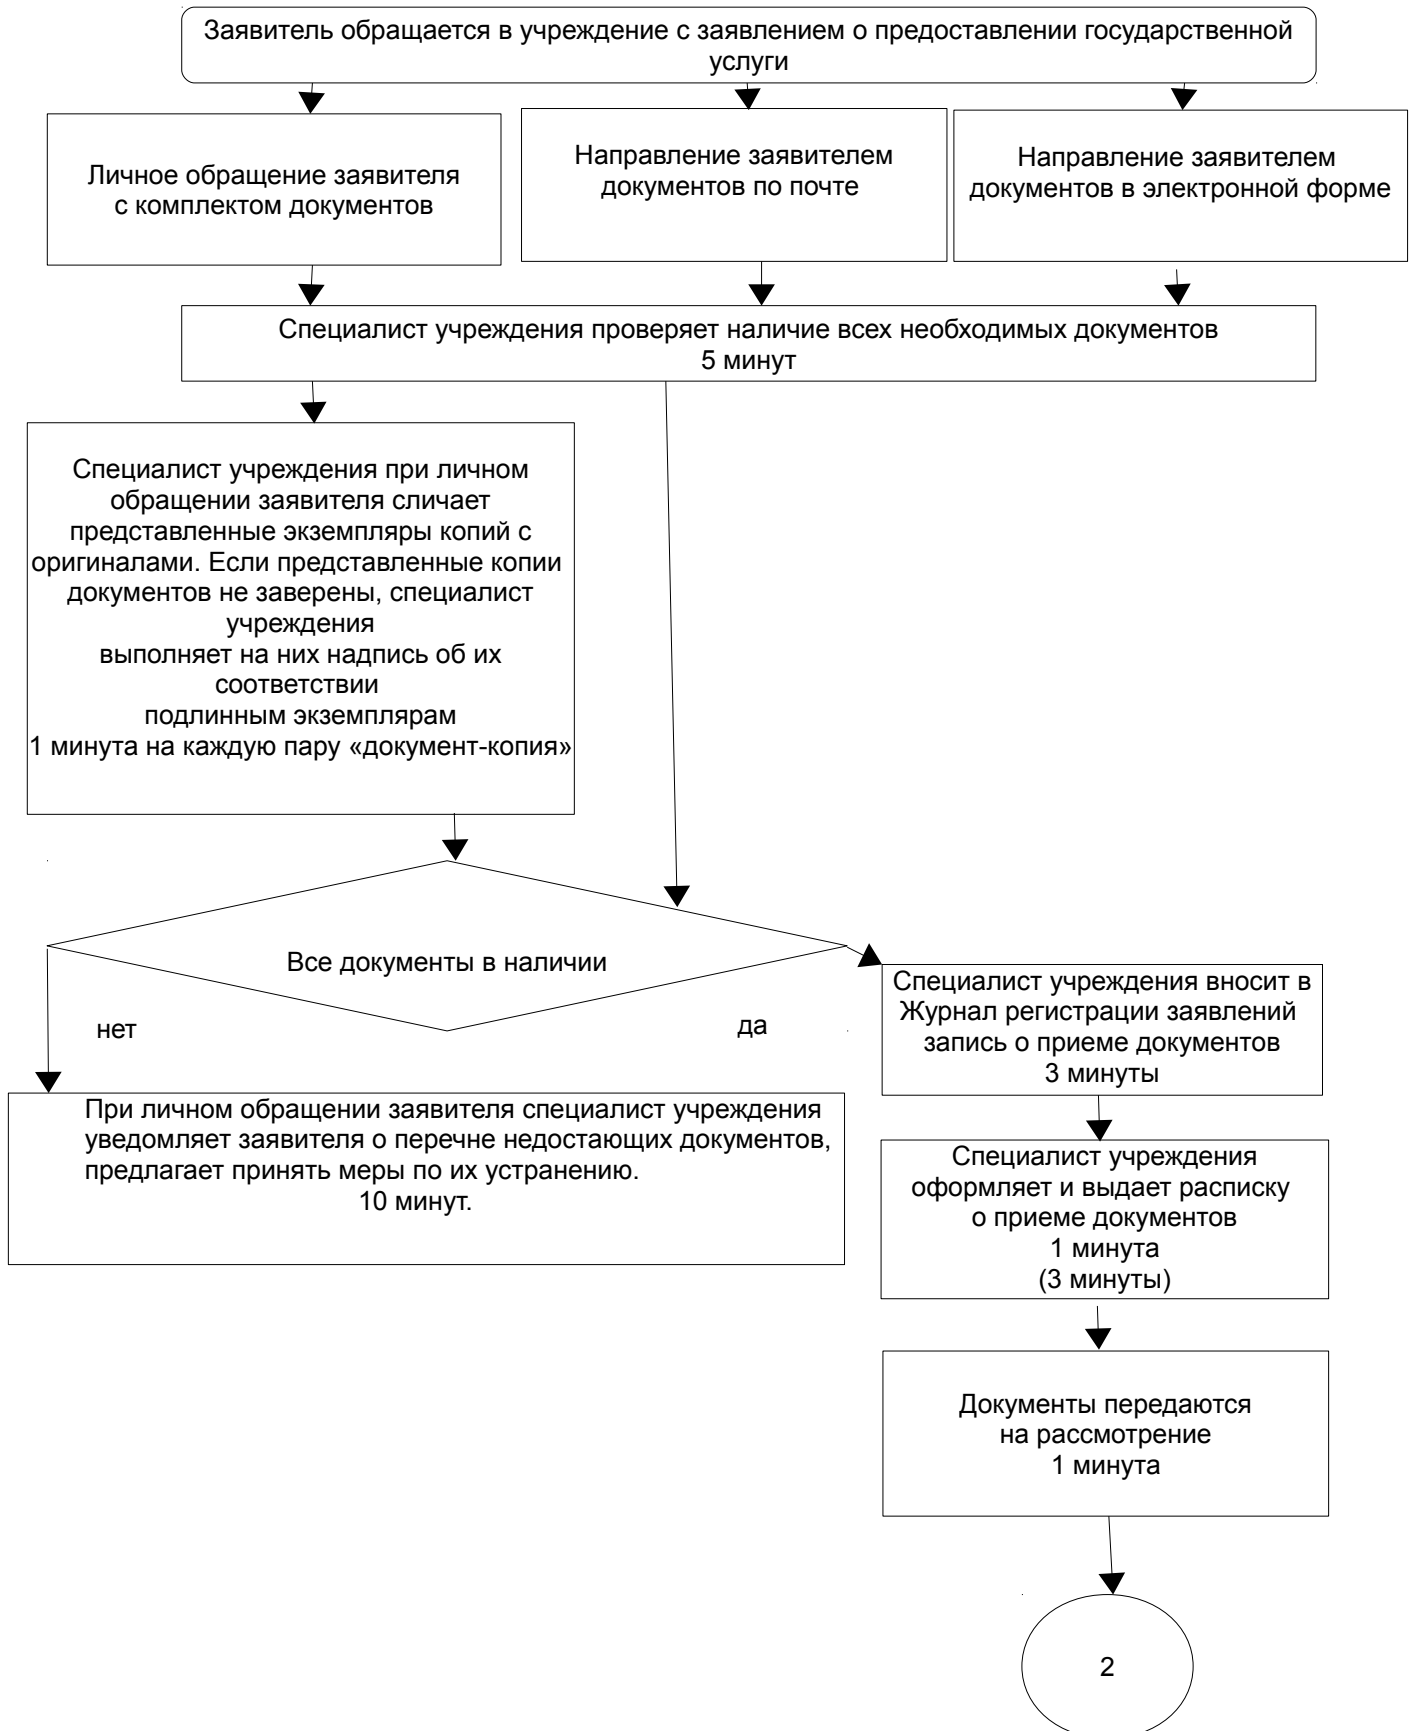 Заявитель обращается в учреждение с заявлением о предоставлении государственной
услуги
Личное обращение заявителя
с комплектом документов
Направление заявителем
документов по почте
Направление заявителем
документов в электронной форме
Специалист учреждения проверяет наличие всех необходимых документов
5 минут
Специалист учреждения при личном
обращении заявителя сличает
представленные экземпляры копий с
оригиналами. Если представленные копии
документов не заверены, специалист
учреждения
выполняет на них надпись об их
соответствии
подлинным экземплярам
1 минута на каждую пару «документ-копия»
Все документы в наличии
нет
да
При личном обращении заявителя специалист учреждения
уведомляет заявителя о перечне недостающих документов,
предлагает принять меры по их устранению.
10 минут.
Специалист учреждения вносит в
Журнал регистрации заявлений
запись о приеме документов
3 минуты
Специалист учреждения
оформляет и выдает расписку
о приеме документов
1 минута
(3 минуты)
Документы передаются
на рассмотрение
1 минута
2